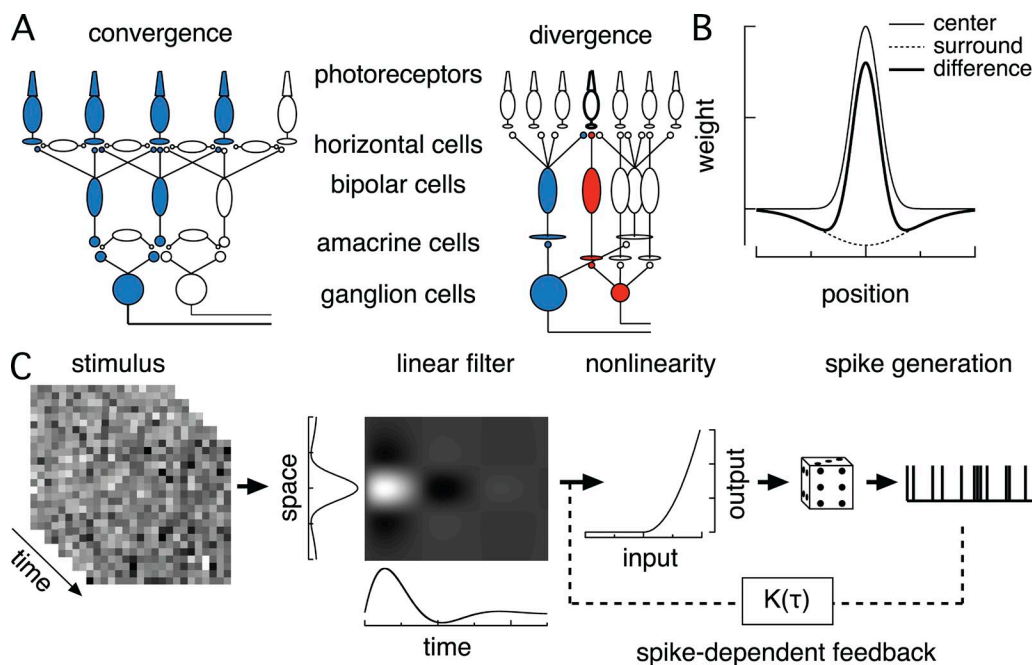 A
convergence
divergence
photoreceptors
horizontal cells
bipolar cells
amacrine cells
ganglion cells
B
center
surround
difference
weight
position
C
stimulus
linear filter
nonlinearity
spike generation
space
output
input
time
time
K(τ)
spike-dependent feedback